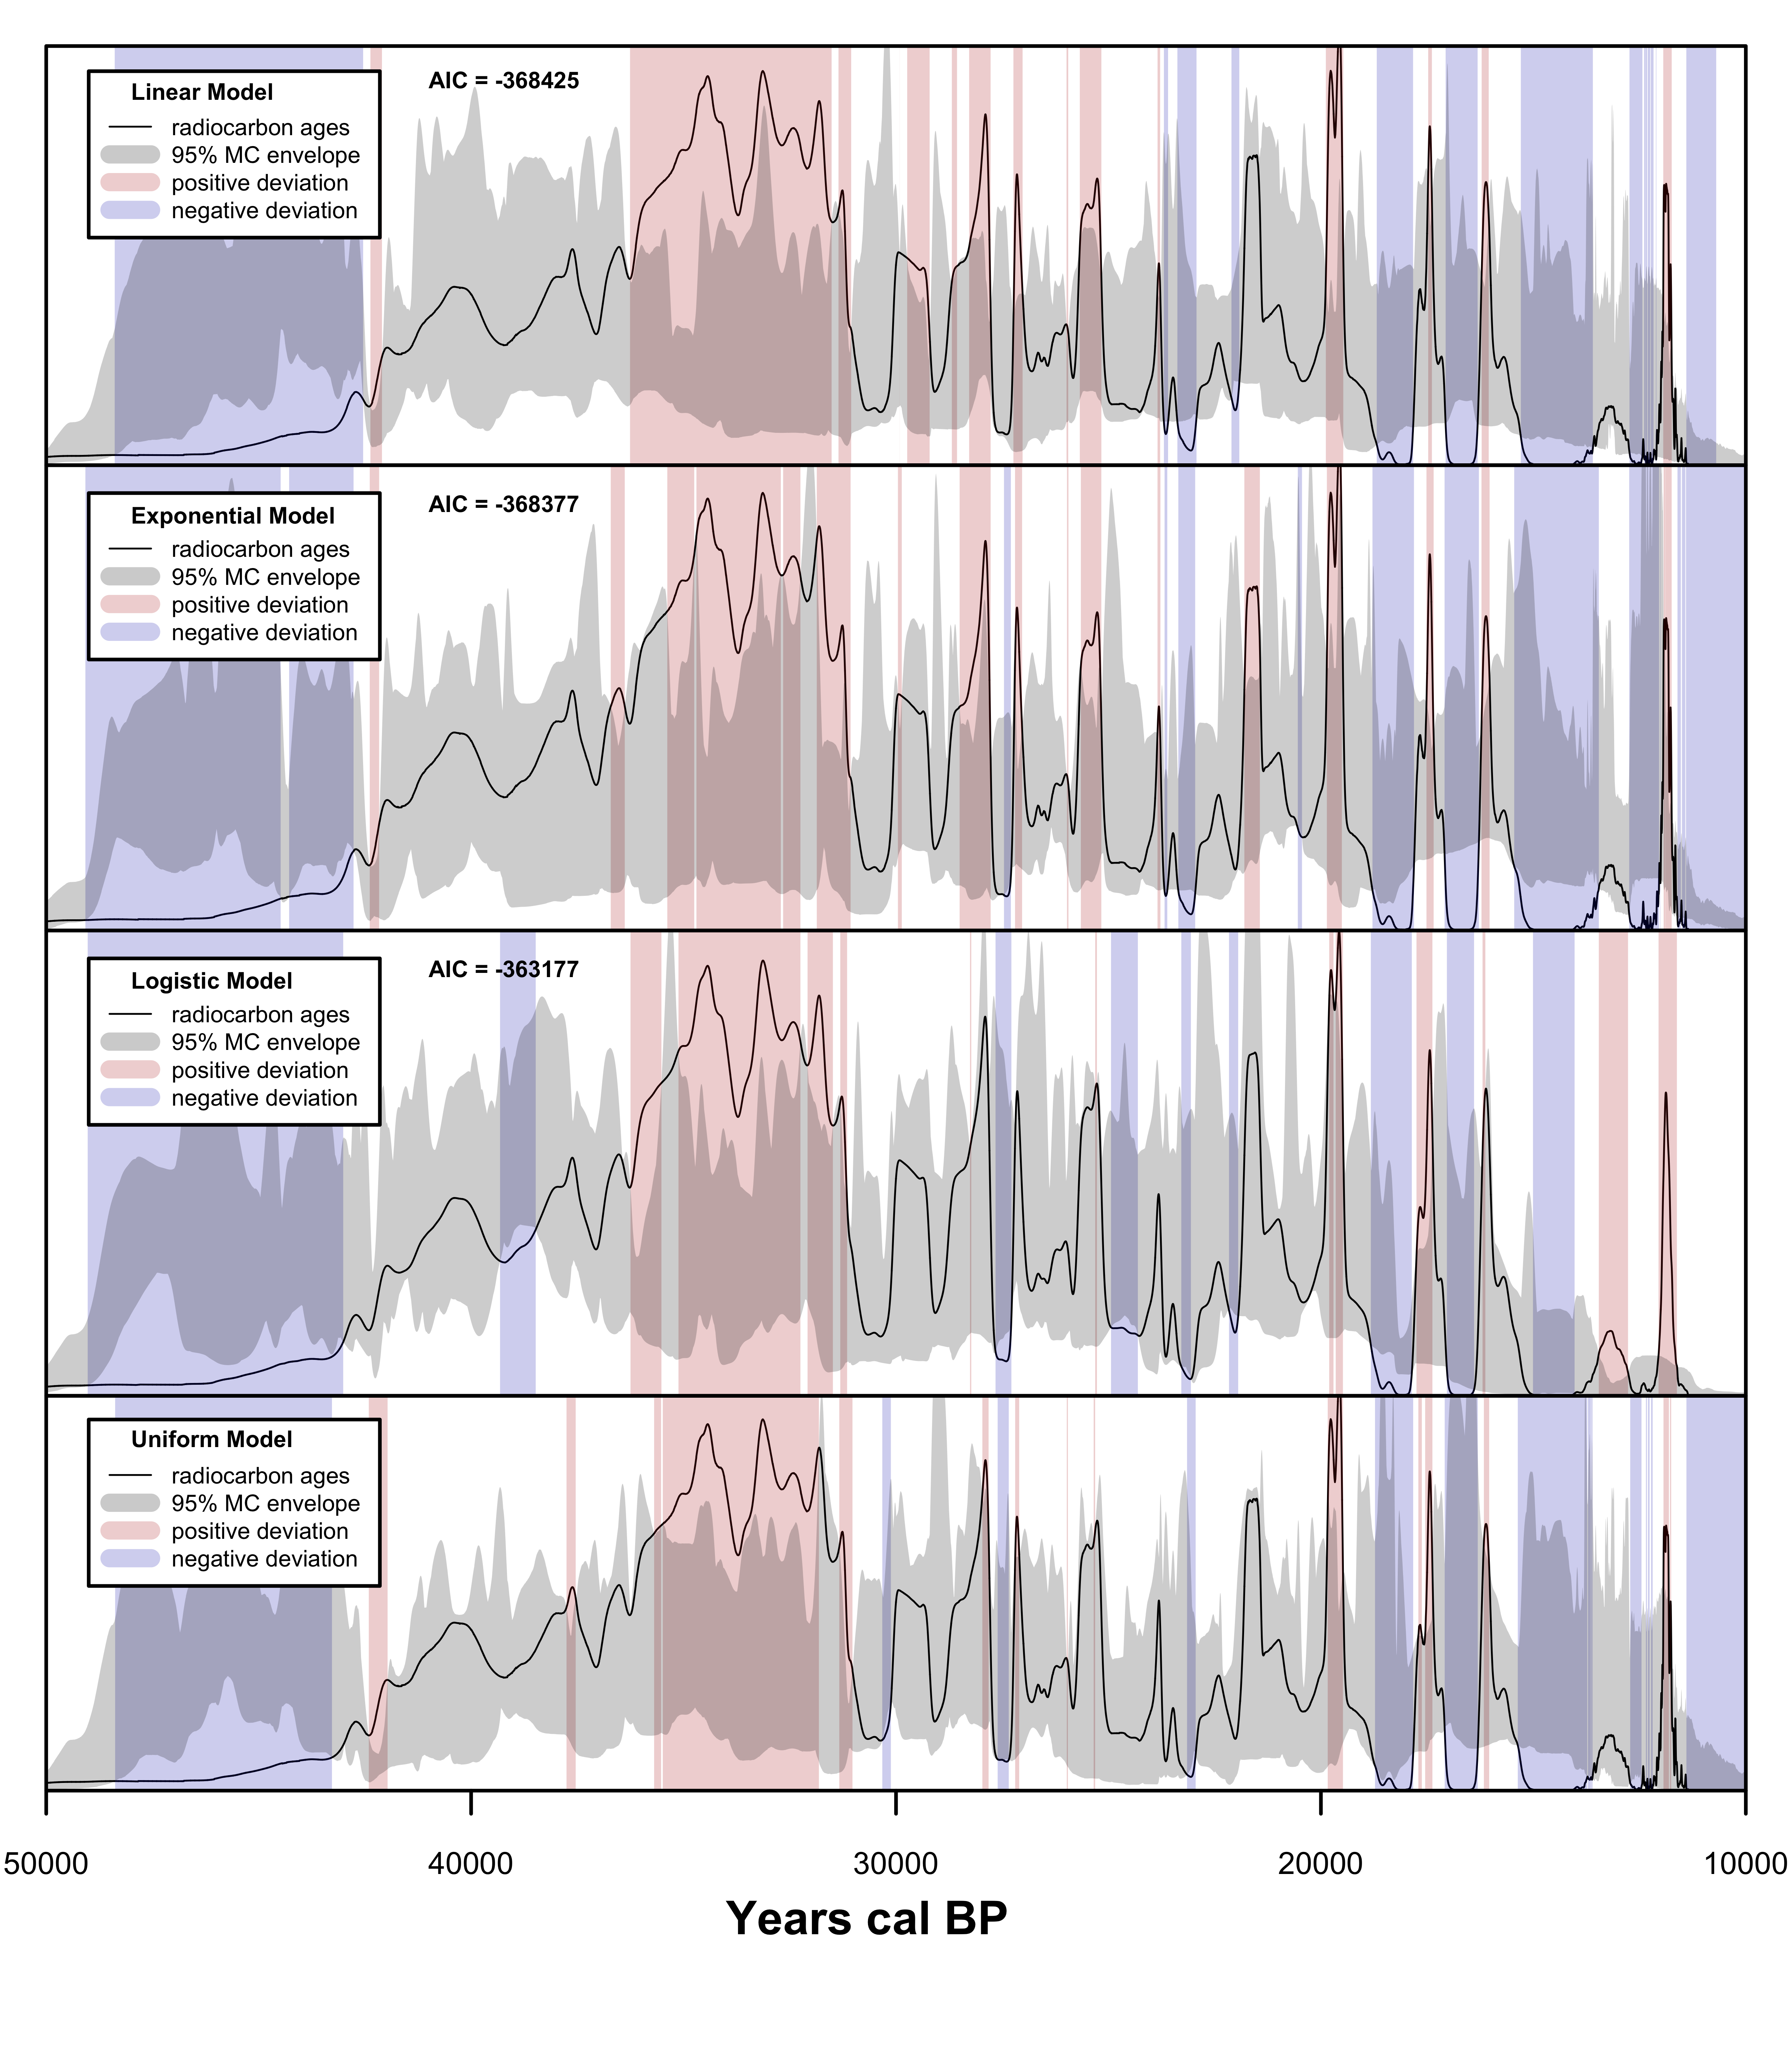 Linear Model
AIC = -368425
radiocarbon ages
95% MC envelope
positive deviation
negative deviation
Exponential Model
AIC = -368377
radiocarbon ages
95% MC envelope
positive deviation
negative deviation
Logistic Model
AIC = -363177
radiocarbon ages
95% MC envelope
positive deviation
negative deviation
Uniform Model
radiocarbon ages
95% MC envelope
positive deviation
negative deviation
50000 40000 30000 20000 10000
Years cal BP